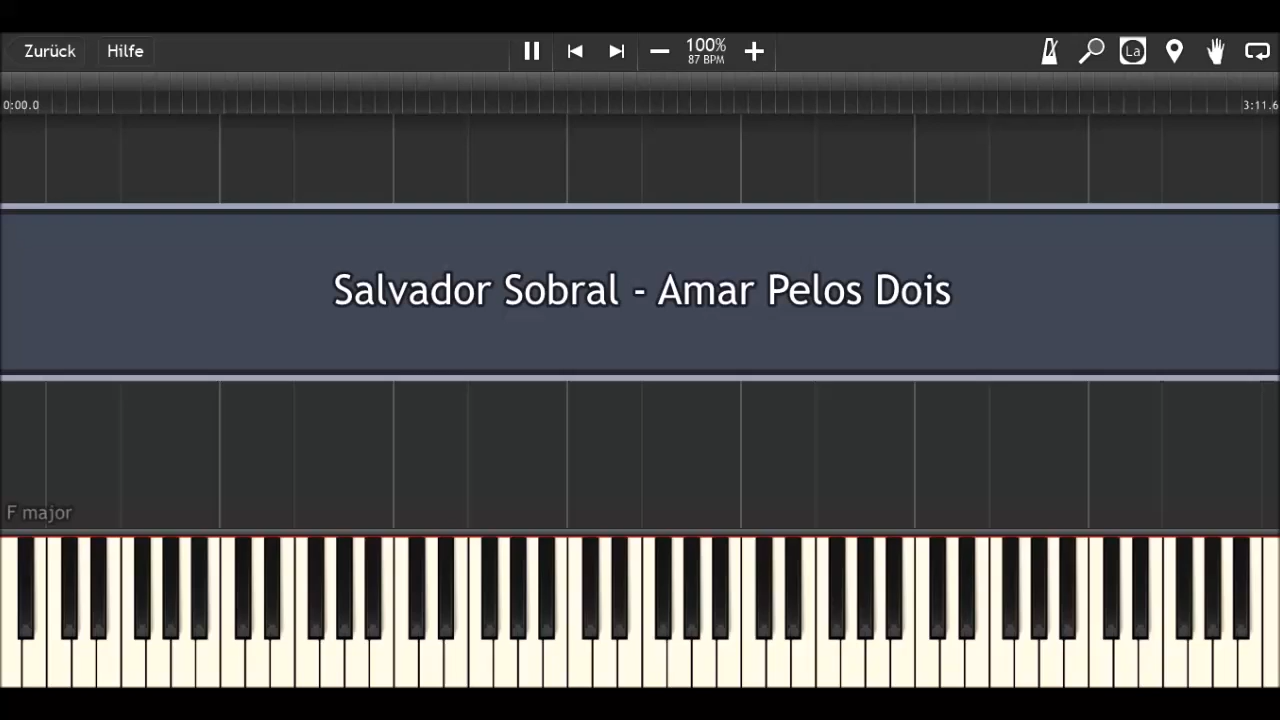 Zurück Hilfe 100% La
87 BPM
0:00.0 3:11.6
Salvador Sobral - Amar Pelos Dois
F major